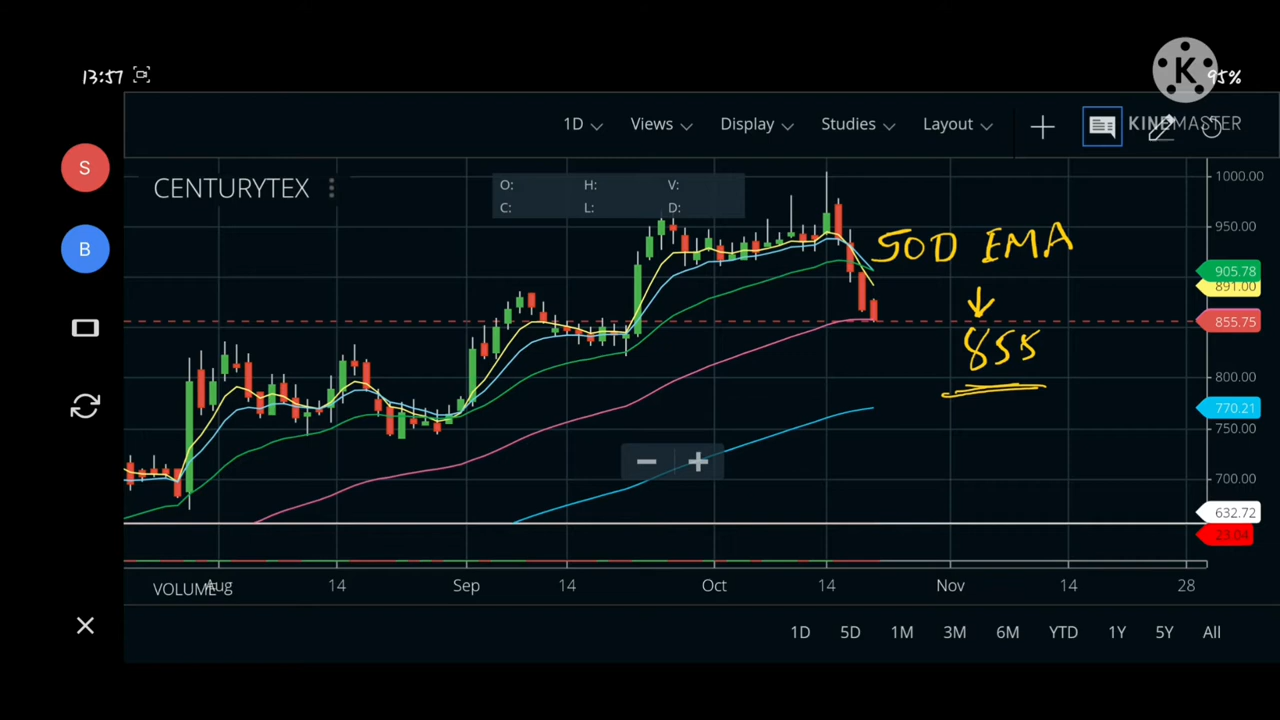 13:57
95%
K
KINEMASTER
1D Views Display Studies Layout
S
CENTURYTEX
O: H: V:
C: L: D:
1000.00
950.00
50D EMA
B
905.78
891.00
855.75
855
800.00
770.21
750.00
700.00
632.72
23.04
VOLUME
Aug 14 Sep 14 Oct 14 Nov 14 28
1D 5D 1M 3M 6M YTD 1Y 5Y All